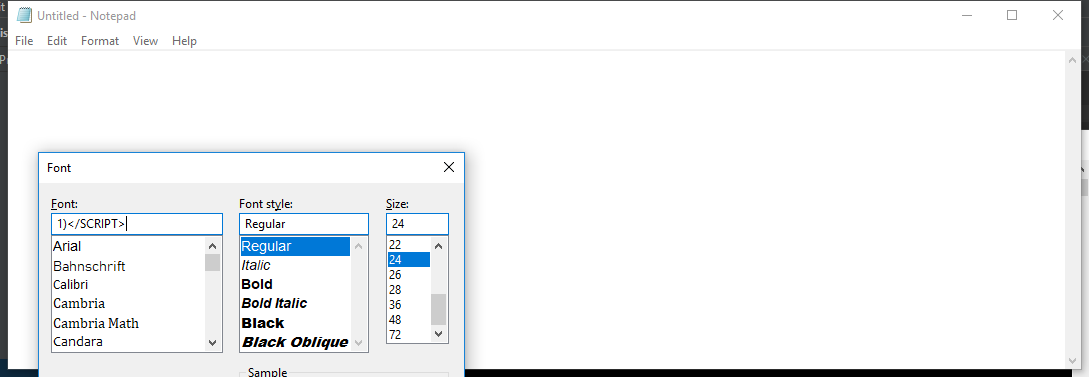 Untitled - Notepad
File Edit Format View Help
Font
Font: Font style: Size:
1)</SCRIPT> Regular 24
Arial Regular 22
Bahnschrift Italic 24
Calibri Bold 26
Cambria Bold Italic 28
Cambria Math Black 36
Candara Black Oblique 48
72
Sample